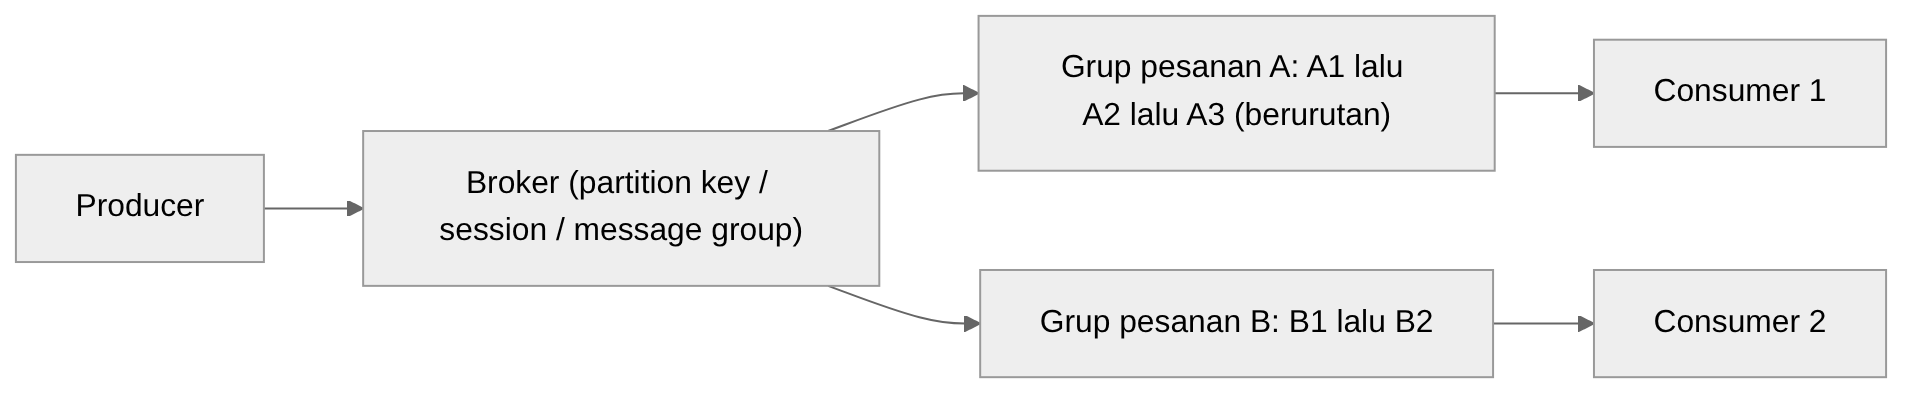 Producer
Broker (partition key /
session / message group)
Grup pesanan A: A1 lalu
A2 lalu A3 (berurutan)
Consumer 1
Grup pesanan B: B1 lalu B2
Consumer 2